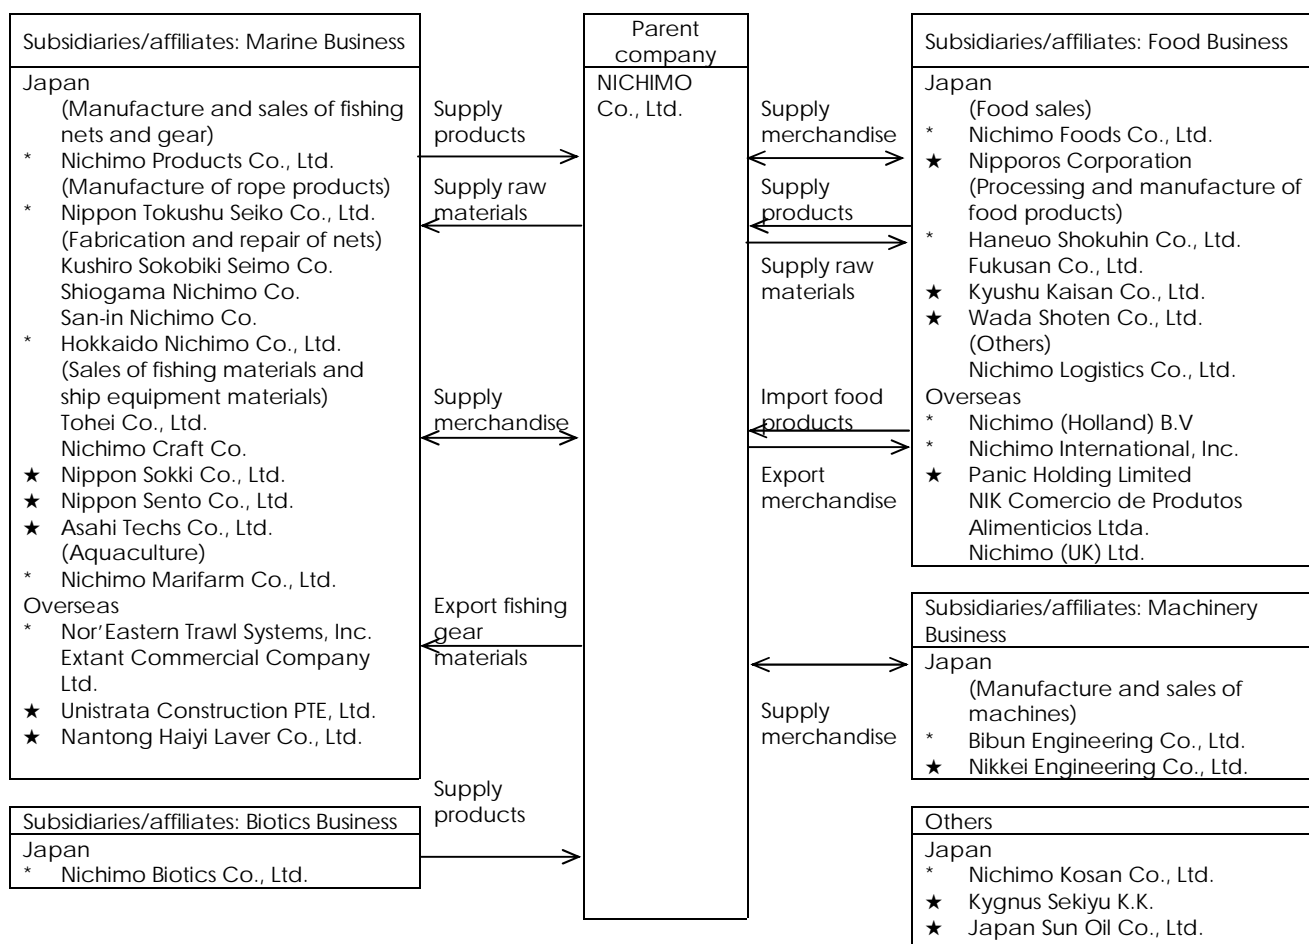 Subsidiaries/affiliates: Marine Business
Japan
(Manufacture and sales of fishing
nets and gear)
* Nichimo Products Co., Ltd.
(Manufacture of rope products)
* Nippon Tokushu Seiko Co., Ltd.
(Fabrication and repair of nets)
Kushiro Sokobiki Seimo Co.
Shiogama Nichimo Co.
San-in Nichimo Co.
* Hokkaido Nichimo Co., Ltd.
(Sales of fishing materials and
ship equipment materials)
Tohei Co., Ltd.
Nichimo Craft Co.
★ Nippon Sokki Co., Ltd.
★ Nippon Sento Co., Ltd.
★ Asahi Techs Co., Ltd.
(Aquaculture)
* Nichimo Marifarm Co., Ltd.
Overseas
* Nor'Eastern Trawl Systems, Inc.
Extant Commercial Company
Ltd.
★ Unistrata Construction PTE, Ltd.
★ Nantong Haiyi Laver Co., Ltd.
Subsidiaries/affiliates: Biotics Business
Japan
* Nichimo Biotics Co., Ltd.
Supply
products
Supply raw
materials
Supply
merchandise
Export fishing
gear
materials
Supply
products
Parent
company
NICHIMO
Co., Ltd.
Supply
merchandise
Supply
products
Supply raw
materials
Import food
products
Export
merchandise
Supply
merchandise
Subsidiaries/affiliates: Food Business
Japan
(Food sales)
* Nichimo Foods Co., Ltd.
★ Nipporos Corporation
(Processing and manufacture of
food products)
* Haneuo Shokuhin Co., Ltd.
Fukusan Co., Ltd.
★ Kyushu Kaisan Co., Ltd.
★ Wada Shoten Co., Ltd.
(Others)
Nichimo Logistics Co., Ltd.
Overseas
* Nichimo (Holland) B.V
* Nichimo International, Inc.
★ Panic Holding Limited
NIK Comercio de Produtos
Alimenticios Ltda.
Nichimo (UK) Ltd.
Subsidiaries/affiliates: Machinery
Business
Japan
(Manufacture and sales of
machines)
* Bibun Engineering Co., Ltd.
★ Nikkei Engineering Co., Ltd.
Others
Japan
* Nichimo Kosan Co., Ltd.
★ Kygnus Sekiyu K.K.
★ Japan Sun Oil Co., Ltd.